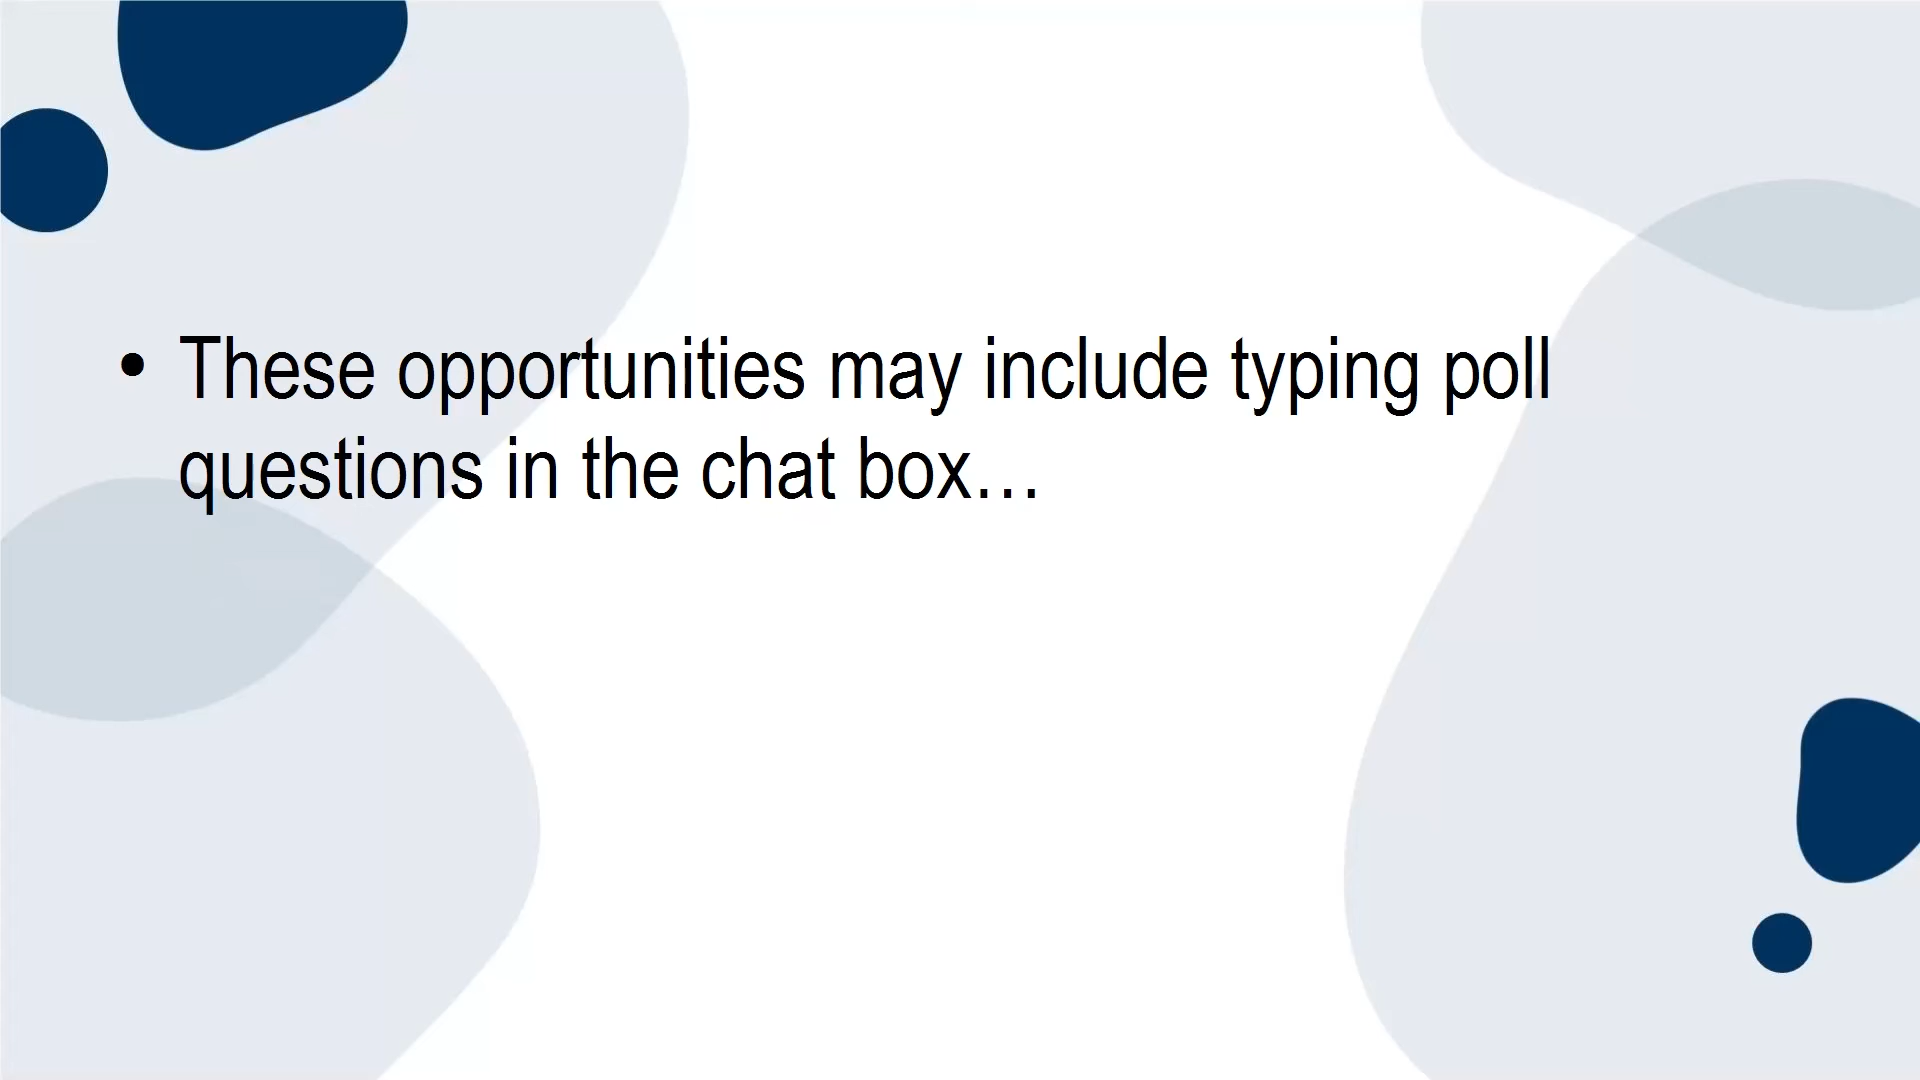 • These opportunities may include typing poll
questions in the chat box…